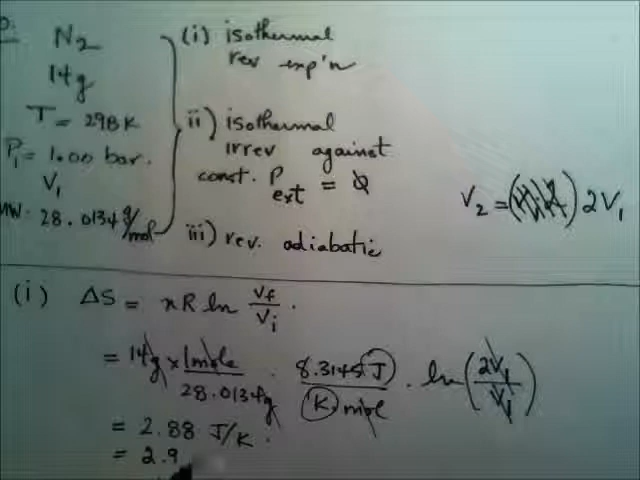 N2
14g
T = 298K
P1 = 1.00 bar.
V1
MW. 28.0134 g/mol
(i) isothermal
rev exp'n
ii) isothermal
irrev against
const. P ext = 0
iii) rev. adiabatic
V2 = ( ) 2V1
(i) ΔS = nR ln Vf/Vi .
= 14g × 1mole/28.0134g . 8.3145 J/K mol . ln (2V1/V1)
= 2.88 J/K.
= 2.9